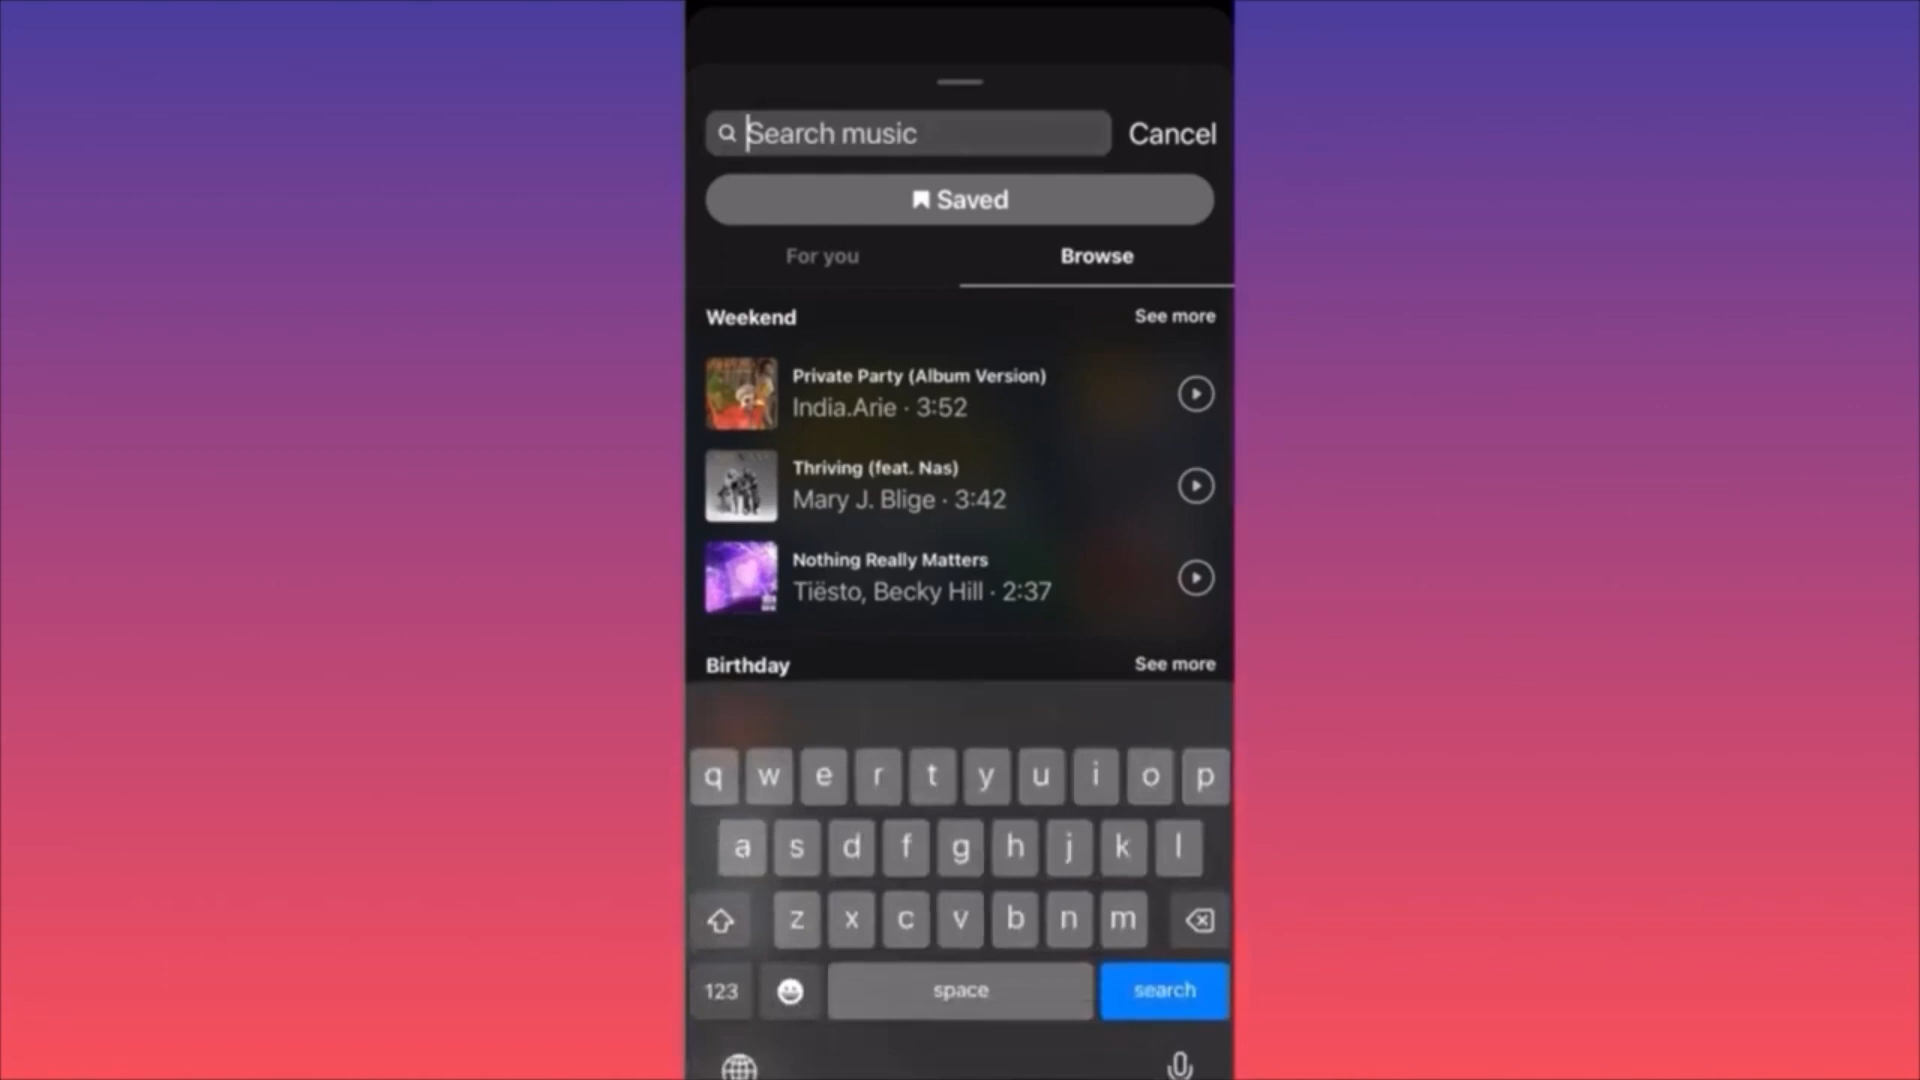 Search music
Cancel
Saved
For you
Browse
Weekend
See more
Private Party (Album Version)
India.Arie · 3:52
Thriving (feat. Nas)
Mary J. Blige · 3:42
Nothing Really Matters
Tiësto, Becky Hill · 2:37
Birthday
See more
q w e r t y u i o p
a s d f g h j k l
z x c v b n m
123
space
search